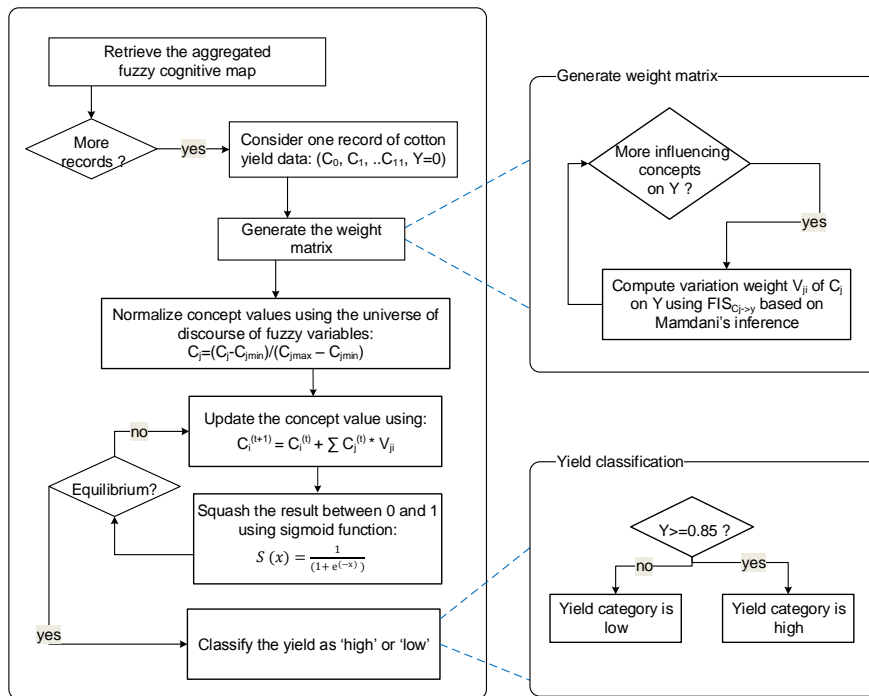 Retrieve the aggregated
fuzzy cognitive map
More
records ?
yes
Consider one record of cotton
yield data: (C₀, C₁, ..C₁₁, Y=0)
Generate the weight
matrix
Normalize concept values using the universe of
discourse of fuzzy variables:
Cⱼ=(Cⱼ-Cⱼₘᵢₙ)/(Cⱼₘₐₓ – Cⱼₘᵢₙ)
Update the concept value using:
Cᵢ⁽ᵗ⁺¹⁾ = Cᵢ⁽ᵗ⁾ + ∑ Cⱼ⁽ᵗ⁾ * Vⱼᵢ
no
Equilibrium?
Squash the result between 0 and 1
using sigmoid function:
S (x) = 1/(1+ e⁽⁻ˣ⁾)
yes
Classify the yield as ‘high’ or ‘low’
Generate weight matrix
More influencing
concepts
on Y ?
yes
Compute variation weight Vⱼᵢ of Cⱼ
on Y using FIS_Cj->y based on
Mamdani’s inference
Yield classification
Y>=0.85 ?
no
yes
Yield category is
low
Yield category is
high